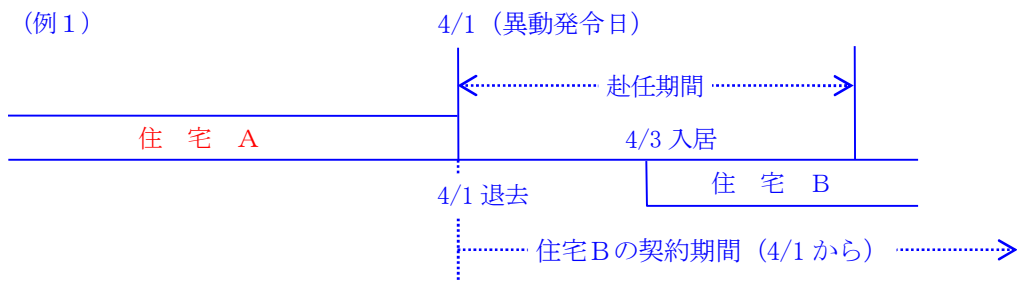 (例１)
4/1（異動発令日）
赴任期間
住 宅 Ａ
4/3 入居
住 宅 Ｂ
4/1 退去
住宅Ｂの契約期間（4/1 から）